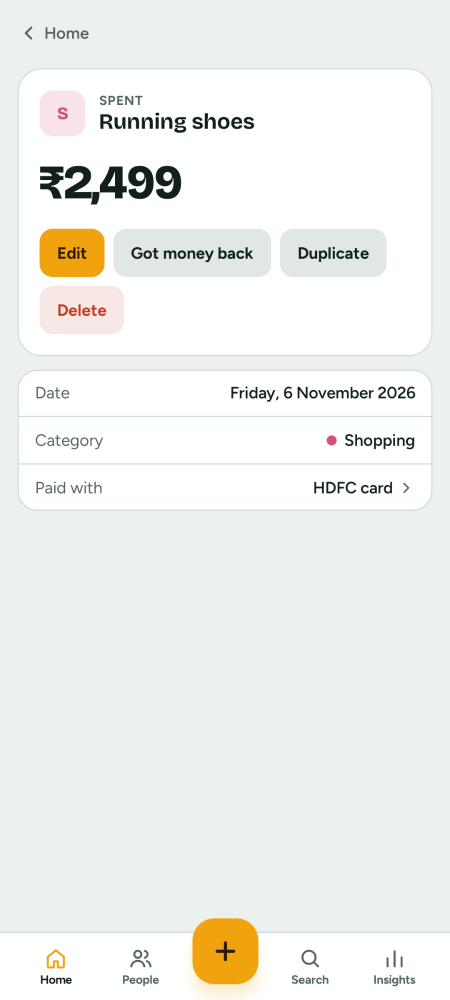 Home
S
SPENT
Running shoes
₹2,499
Edit
Got money back
Duplicate
Delete
Date
Friday, 6 November 2026
Category
Shopping
Paid with
HDFC card
Home
People
Search
Insights